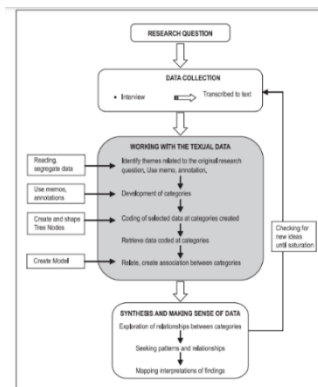 RESEARCH QUESTION
DATA COLLECTION
• Interview
Transcribed to text
WORKING WITH THE TEXUAL DATA
Reading,
segregate data
Identify themes related to the original research
question, Use memo, annotation,
Use memos,
annotations
Development of categories
Create and shape
Tree Nodes
Coding of selected data at categories created
Retrieve data coded at categories
Create Model
Relate, create association between categories
Checking for
new ideas
until saturation
SYNTHESIS AND MAKING SENSE OF DATA
Exploration of relationships between categories
Seeking patterns and relationships
Mapping interpretations of findings